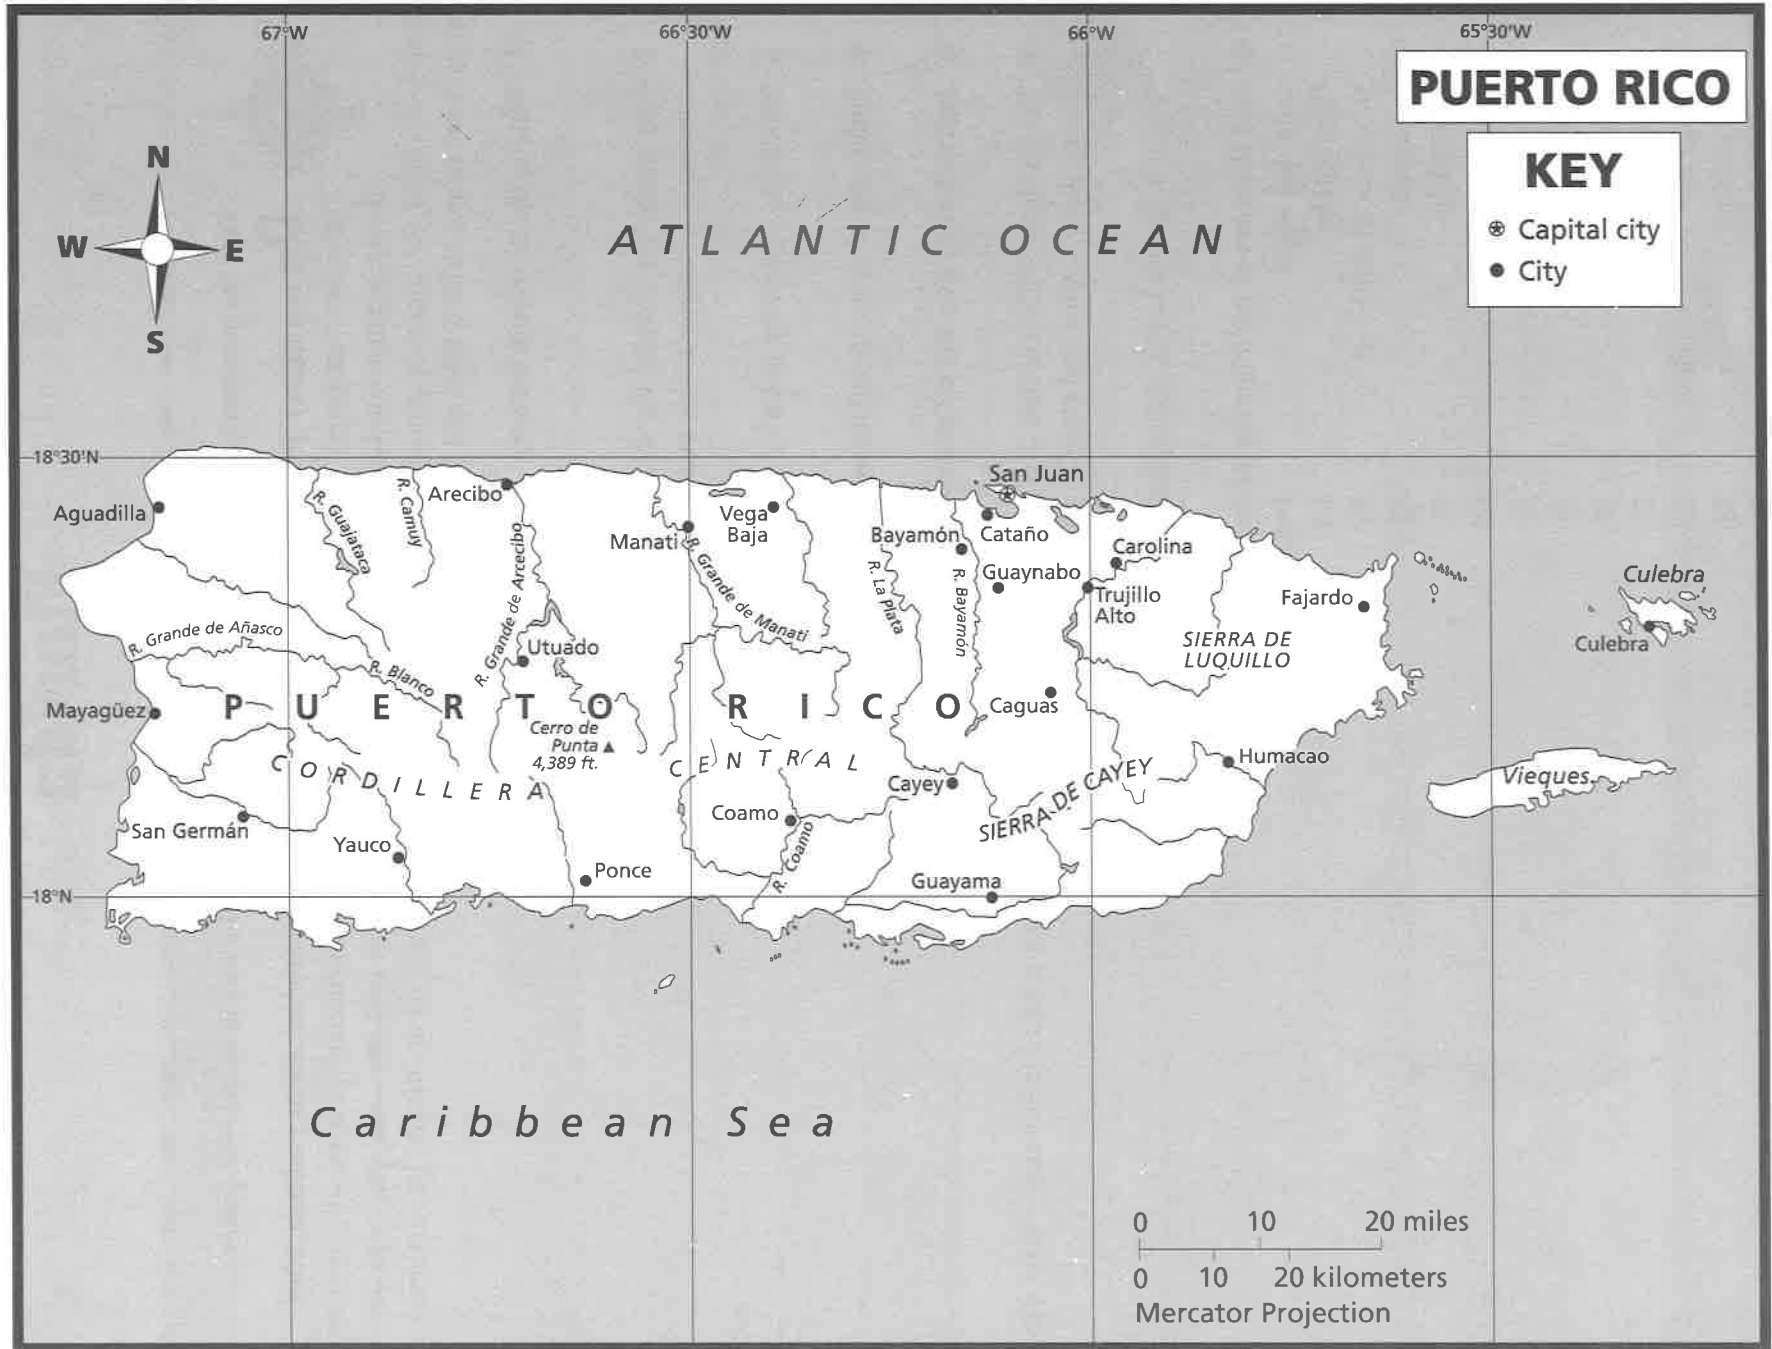 67°W
66°30'W
66°W
65°30'W
PUERTO RICO
KEY
Capital city
City
N
W
E
S
ATLANTIC OCEAN
18°30'N
San Juan
Arecibo
Aguadilla
R. Guajataca
R. Camuy
Vega
Baja
Manati
Bayamón
Cataño
Carolina
Guaynabo
Trujillo
Alto
Fajardo
Culebra
Culebra
R. Grande de Arecibo
R. Grande de Manati
R. La Plata
R. Bayamon
R. Grande de Añasco
R. Blanco
Utuado
SIERRA DE
LUQUILLO
Mayagüez
PUERTO RICO
Caguas
Cerro de
Punta
4,389 ft.
CORDILLERA
CENTRAL
Humacao
Vieques
Cayey
SIERRA DE CAYEY
Coamo
San Germán
Yauco
R. Coamo
Ponce
Guayama
18°N
Caribbean Sea
0 10 20 miles
0 10 20 kilometers
Mercator Projection